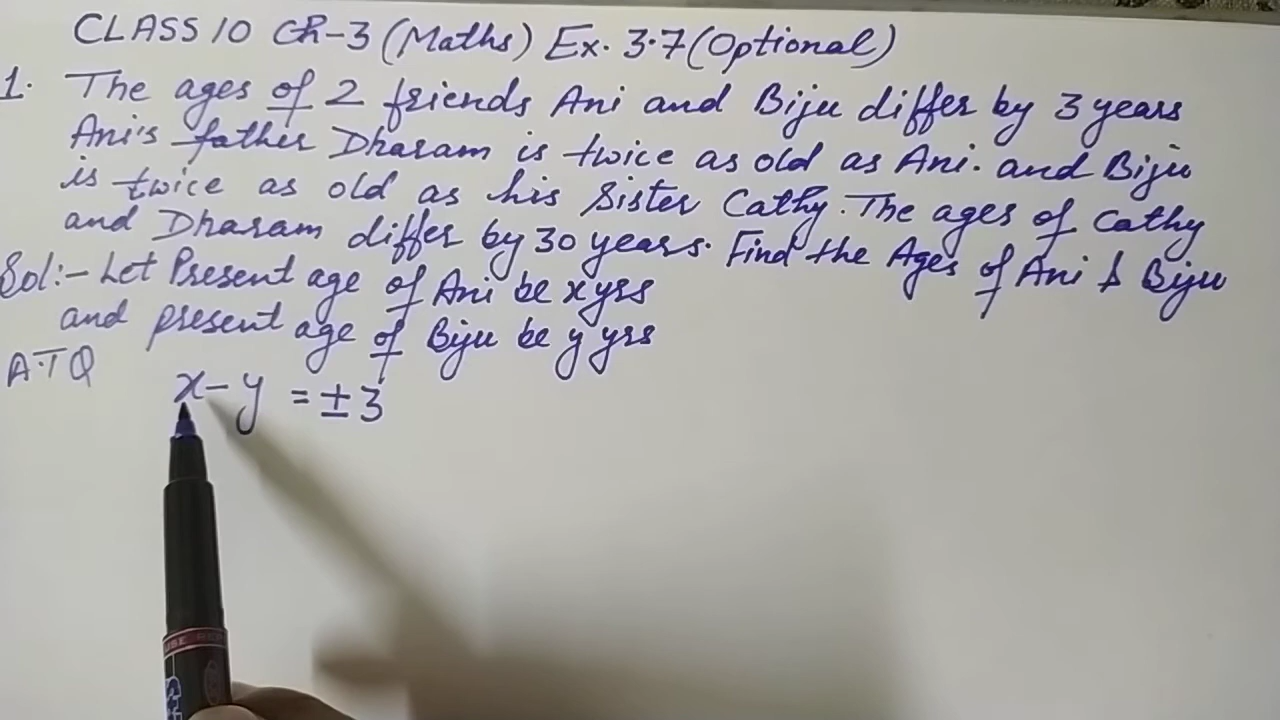 CLASS 10 Ch-3 (Maths) Ex. 3.7 (Optional)
1. The ages of 2 friends Ani and Biju differ by 3 years
Ani's father Dharam is twice as old as Ani. and Biju
is twice as old as his Sister Cathy. The ages of Cathy
and Dharam differ by 30 years. Find the Ages of Ani & Biju
Sol:- Let Present age of Ani be x yrs
and present age of Biju be y yrs
A.T.Q
x - y = ± 3